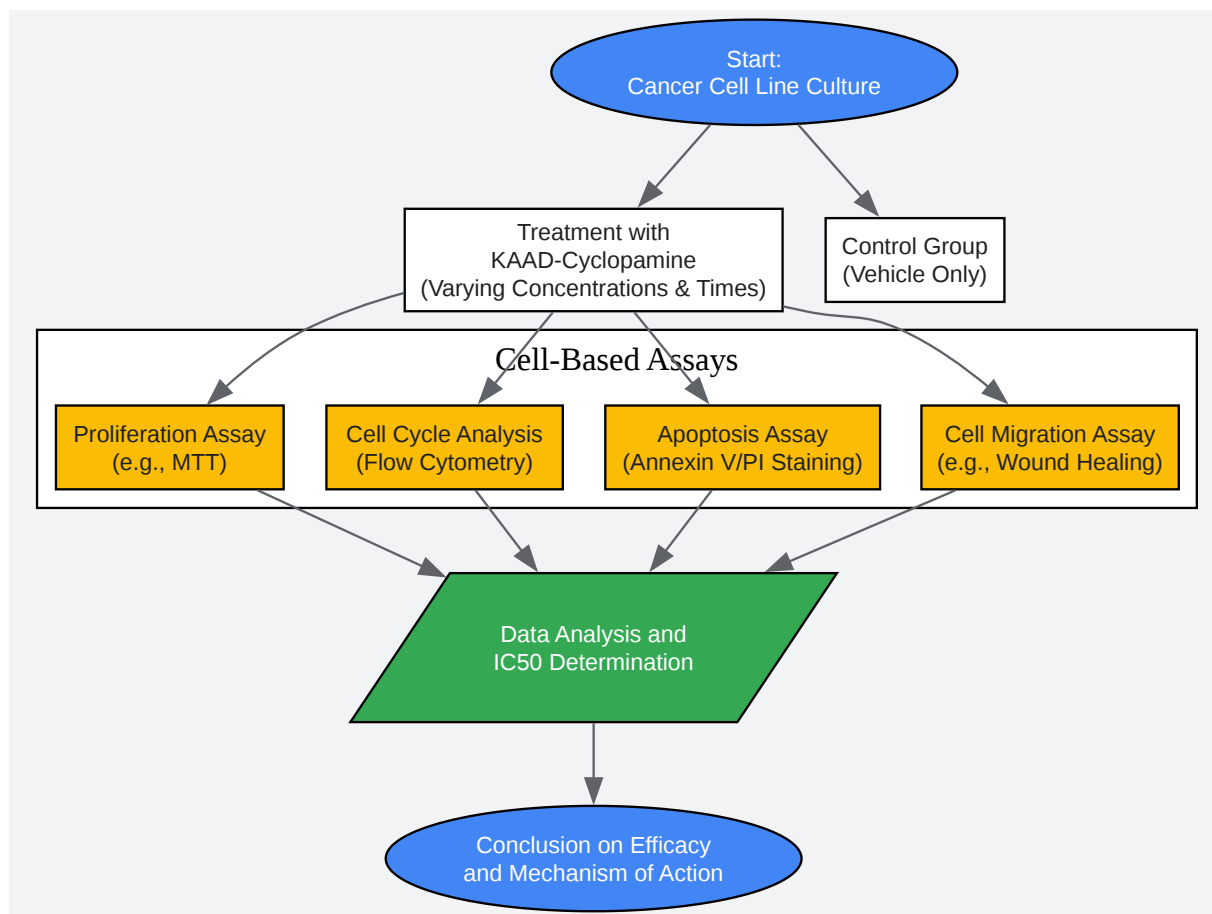 Start:
Cancer Cell Line Culture
Treatment with
KAAD-Cyclopamine
(Varying Concentrations & Times)
Control Group
(Vehicle Only)
Cell-Based Assays
Proliferation Assay
(e.g., MTT)
Cell Cycle Analysis
(Flow Cytometry)
Apoptosis Assay
(Annexin V/PI Staining)
Cell Migration Assay
(e.g., Wound Healing)
Data Analysis and
IC50 Determination
Conclusion on Efficacy
and Mechanism of Action